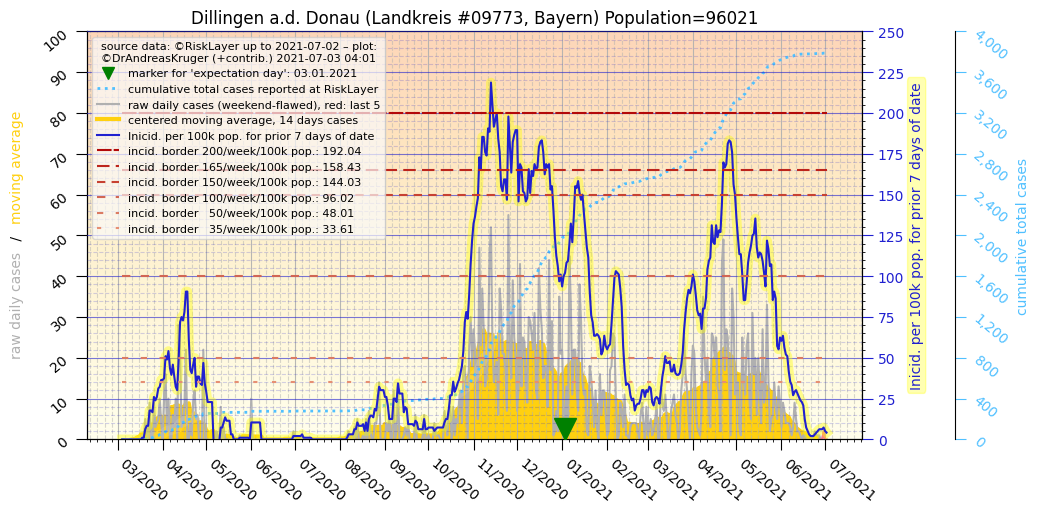 Dillingen a.d. Donau (Landkreis #09773, Bayern) Population=96021
source data: ©RiskLayer up to 2021-07-02 – plot:
©DrAndreasKruger (+contrib.) 2021-07-03 04:01
marker for 'expectation day': 03.01.2021
cumulative total cases reported at RiskLayer
raw daily cases (weekend-flawed), red: last 5
centered moving average, 14 days cases
Inicid. per 100k pop. for prior 7 days of date
incid. border 200/week/100k pop.: 192.04
incid. border 165/week/100k pop.: 158.43
incid. border 150/week/100k pop.: 144.03
incid. border 100/week/100k pop.: 96.02
incid. border 50/week/100k pop.: 48.01
incid. border 35/week/100k pop.: 33.61
raw daily cases / moving average
100
90
80
70
60
50
40
30
20
10
0
250
225
200
175
150
125
100
75
50
25
0
Inicid. per 100k pop. for prior 7 days of date
4,000
3,600
3,200
2,800
2,400
2,000
1,600
1,200
800
400
0
cumulative total cases
03/2020
04/2020
05/2020
06/2020
07/2020
08/2020
09/2020
10/2020
11/2020
12/2020
01/2021
02/2021
03/2021
04/2021
05/2021
06/2021
07/2021